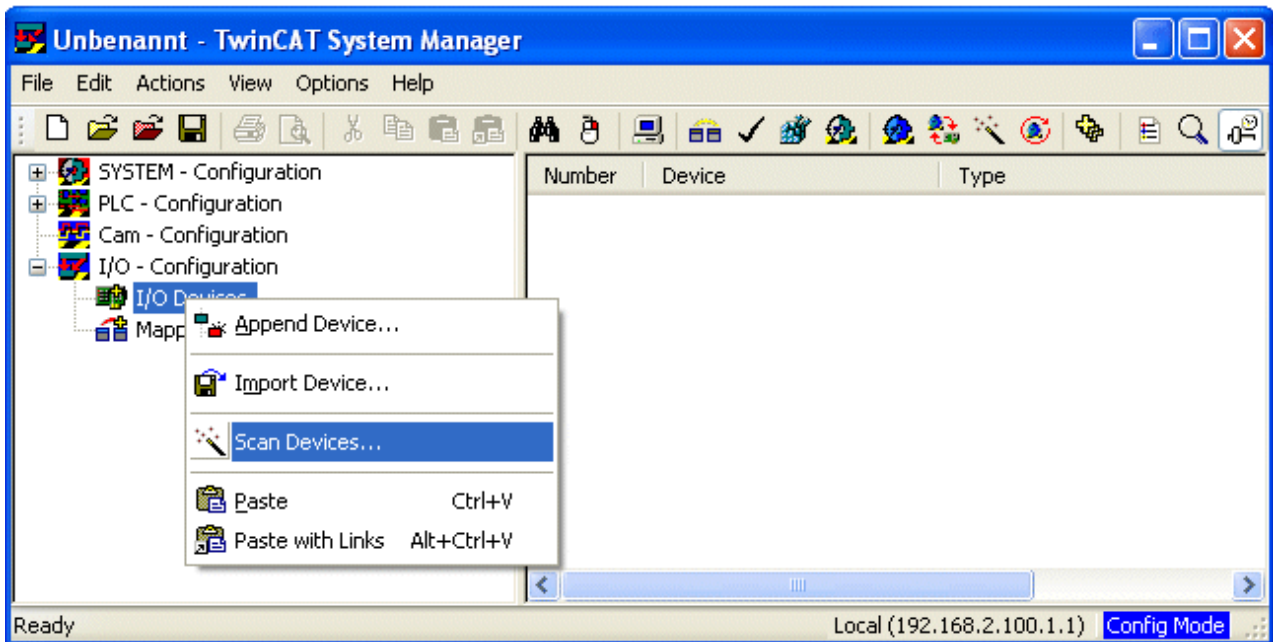 Unbenannt - TwinCAT System Manager
File Edit Actions View Options Help
SYSTEM - Configuration
PLC - Configuration
Cam - Configuration
I/O - Configuration
I/O Devices
Mapp
Number Device Type
Append Device...
Import Device...
Scan Devices...
Paste Ctrl+V
Paste with Links Alt+Ctrl+V
Ready Local (192.168.2.100.1.1) Config Mode